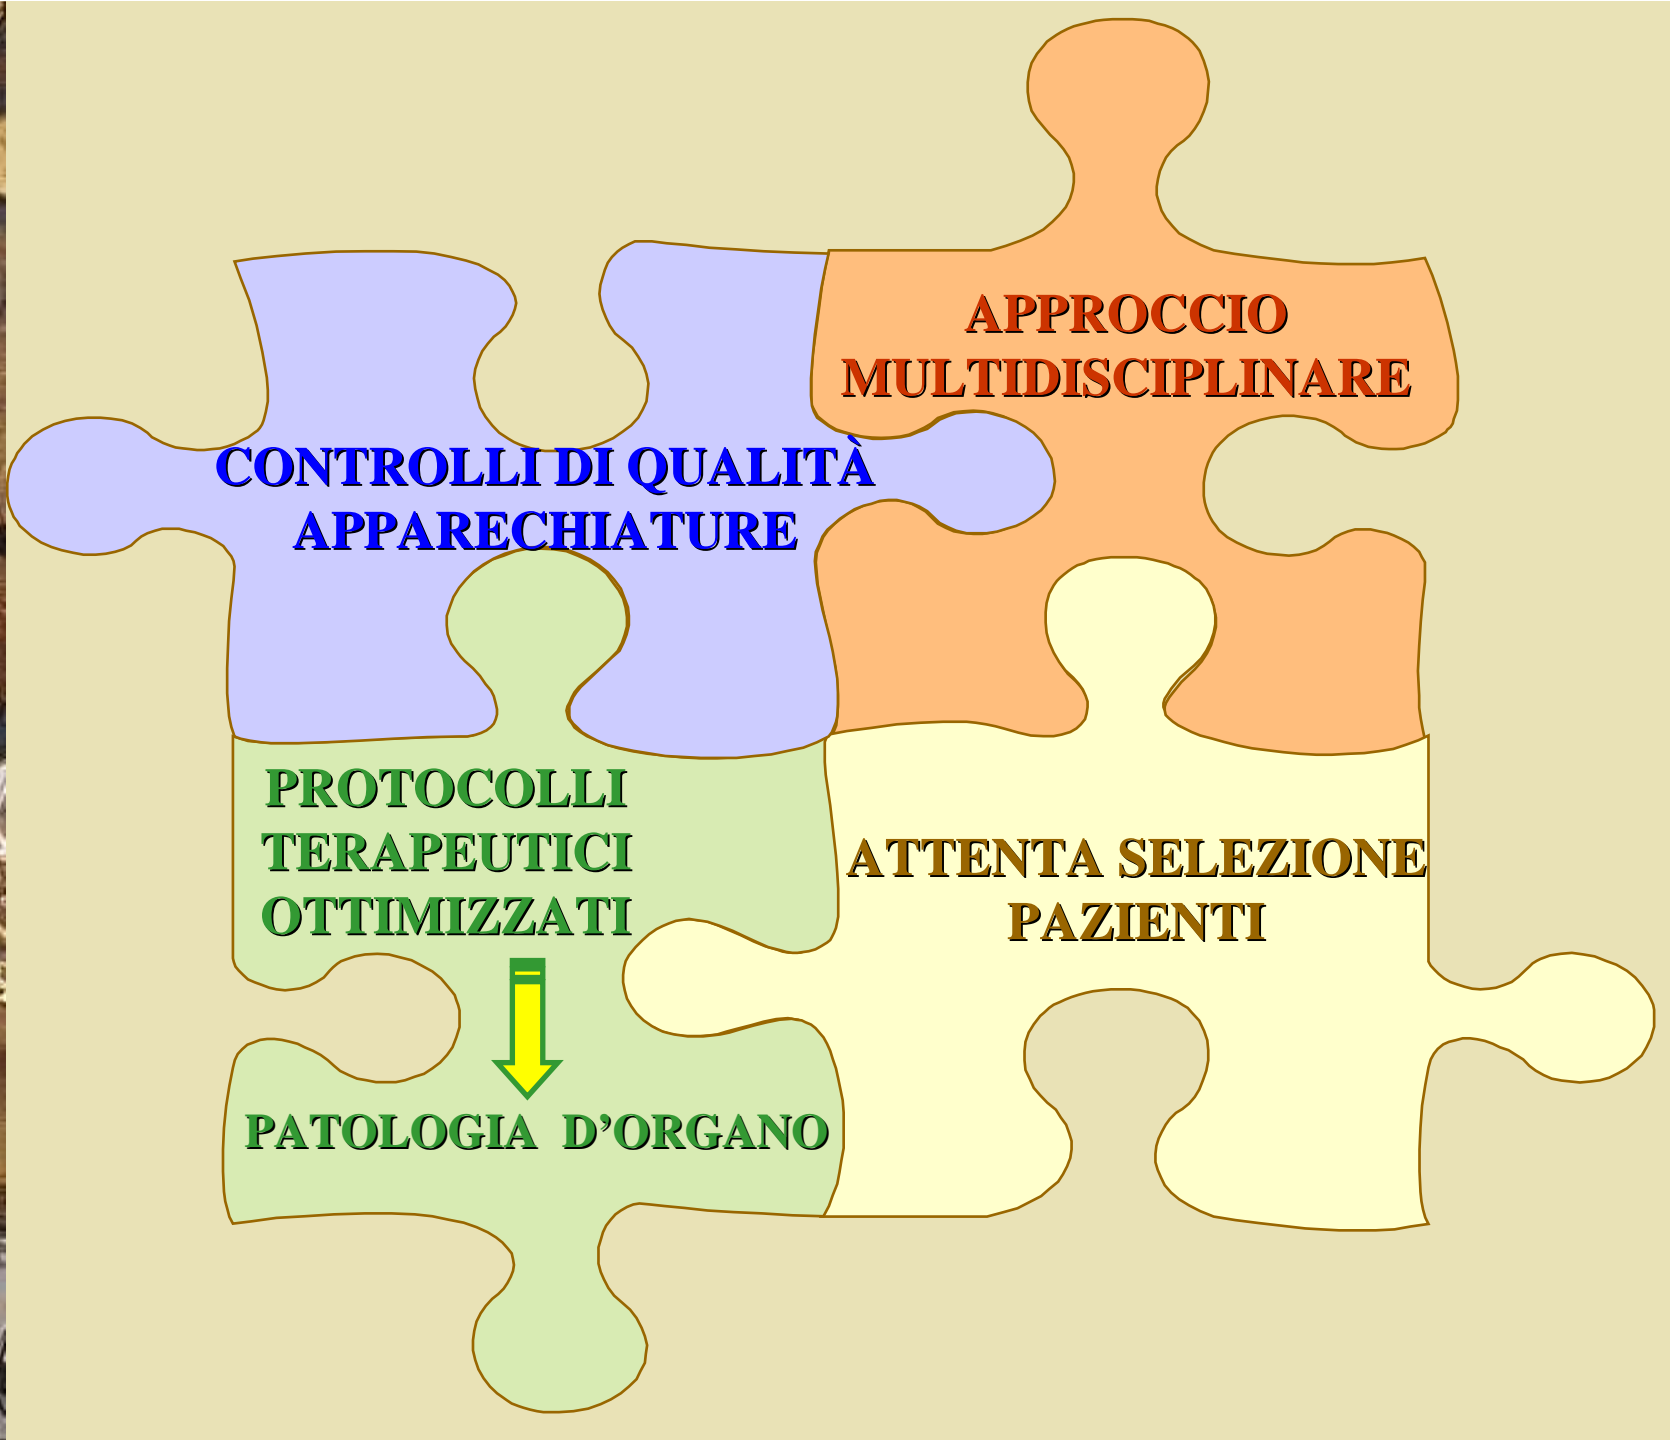 APPROCCIO
MULTIDISCIPLINARE
CONTROLLI DI QUALITÀ
APPARECHIATURE
PROTOCOLLI
TERAPEUTICI
OTTIMIZZATI
ATTENTA SELEZIONE
PAZIENTI
PATOLOGIA D’ORGANO